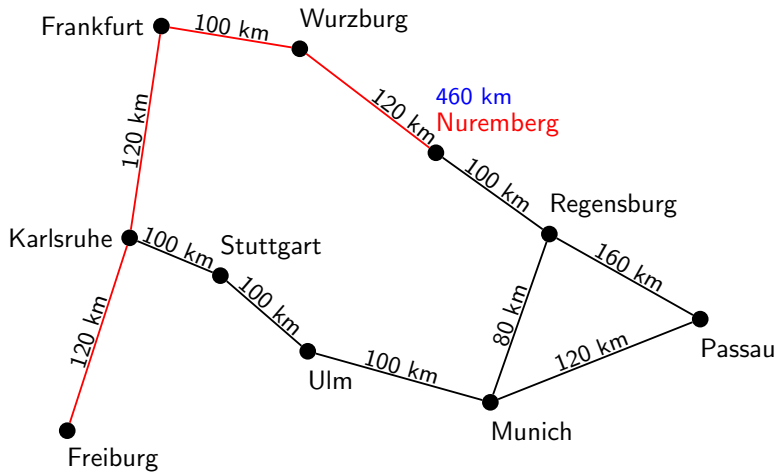 Wurzburg
Frankfurt
100 km
120 km
460 km
Nuremberg
120 km
100 km
Regensburg
Karlsruhe
100 km
Stuttgart
160 km
100 km
80 km
120 km
100 km
120 km
Passau
Ulm
Munich
Freiburg